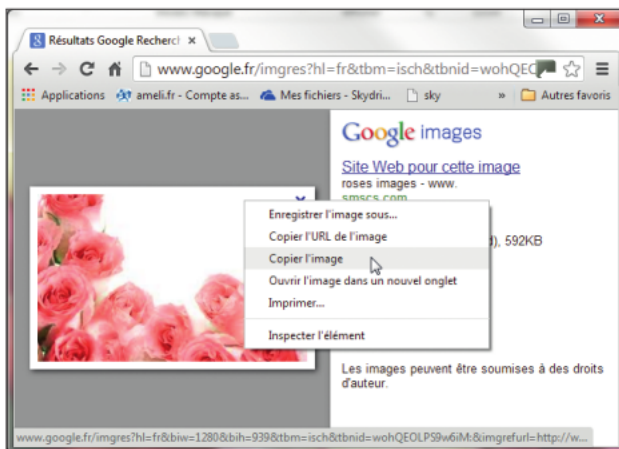 Résultats Google Recherch
www.google.fr/imgres?hl=fr&tbm=isch&tbnid=wohQEO
Applications ameli.fr - Compte as... Mes fichiers - Skydri... sky » Autres favoris
Google images
Site Web pour cette image
roses images - www.
smscs.com
Enregistrer l'image sous...
Copier l'URL de l'image
d), 592KB
Copier l'image
Ouvrir l'image dans un nouvel onglet
Imprimer...
Inspecter l'élément
Les images peuvent être soumises à des droits
d'auteur.
www.google.fr/imgres?hl=fr&biw=1280&bih=939&tbm=isch&tbnid=wohQEOLPS9w6iM:&imgrefurl=http://w...